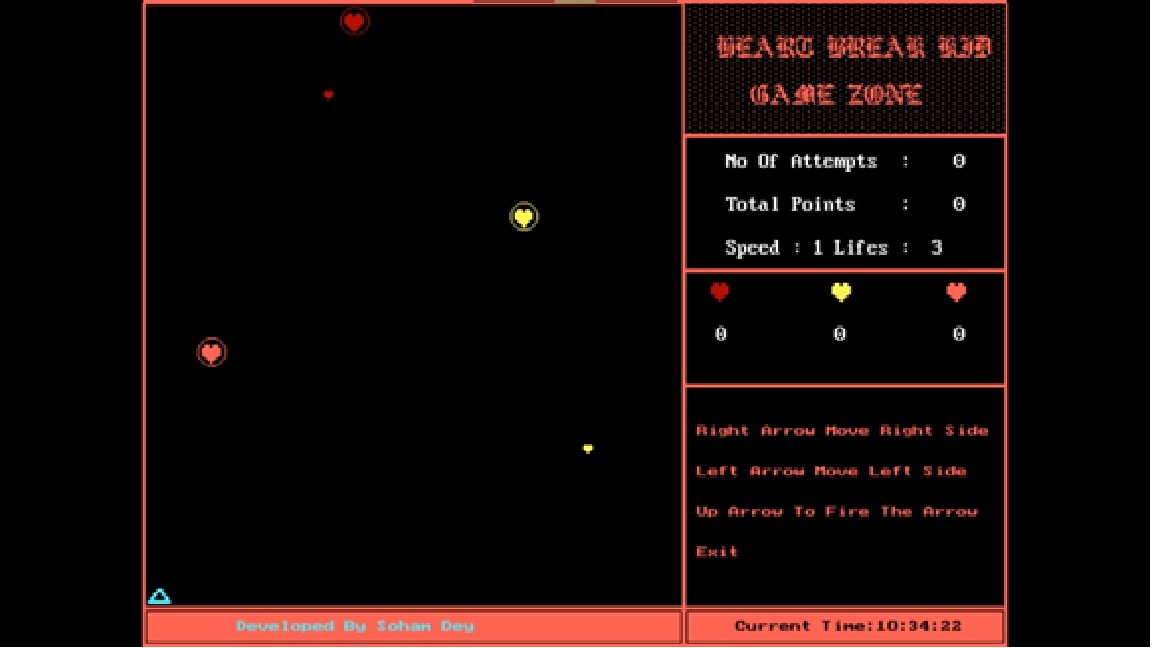 HEART BREAK KID
GAME ZONE
No Of Attempts : 0
Total Points : 0
Speed : 1 Lifes : 3
0 0 0
Right Arrow Move Right Side
Left Arrow Move Left Side
Up Arrow To Fire The Arrow
Exit
Developed By Soham Dey
Current Time:10:34:22